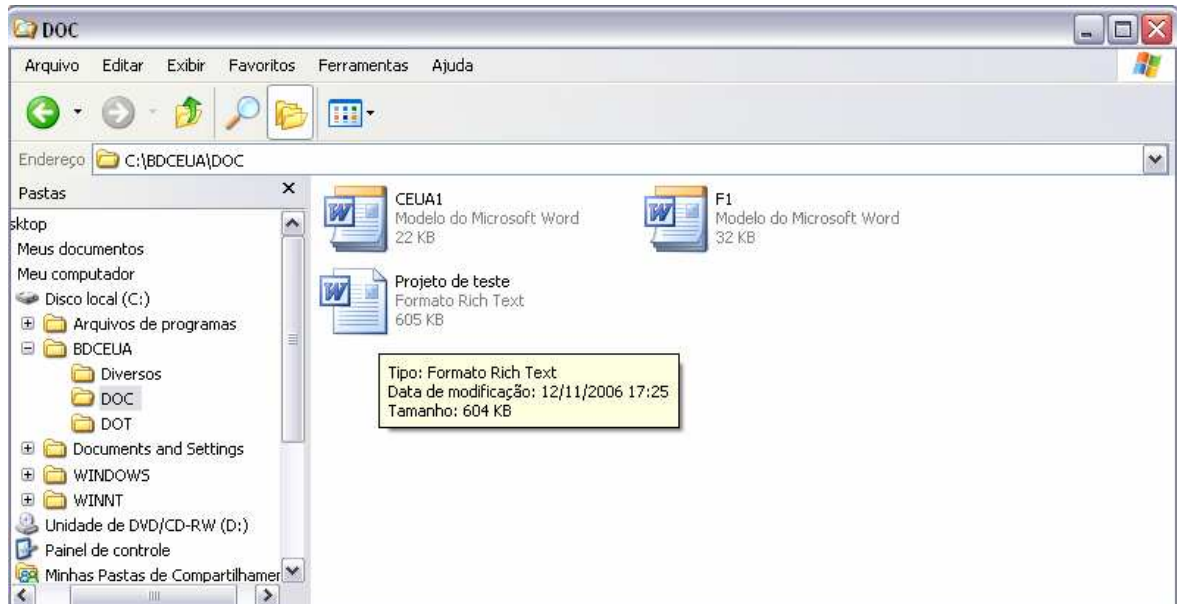 DOC
Arquivo Editar Exibir Favoritos Ferramentas Ajuda
Endereço C:\BDCEUA\DOC
Pastas
sktop
Meus documentos
Meu computador
Disco local (C:)
Arquivos de programas
BDCEUA
Diversos
DOC
DOT
Documents and Settings
WINDOWS
WINNT
Unidade de DVD/CD-RW (D:)
Painel de controle
Minhas Pastas de Compartilhamer
CEUA1
Modelo do Microsoft Word
22 KB
F1
Modelo do Microsoft Word
32 KB
Projeto de teste
Formato Rich Text
605 KB
Tipo: Formato Rich Text
Data de modificação: 12/11/2006 17:25
Tamanho: 604 KB